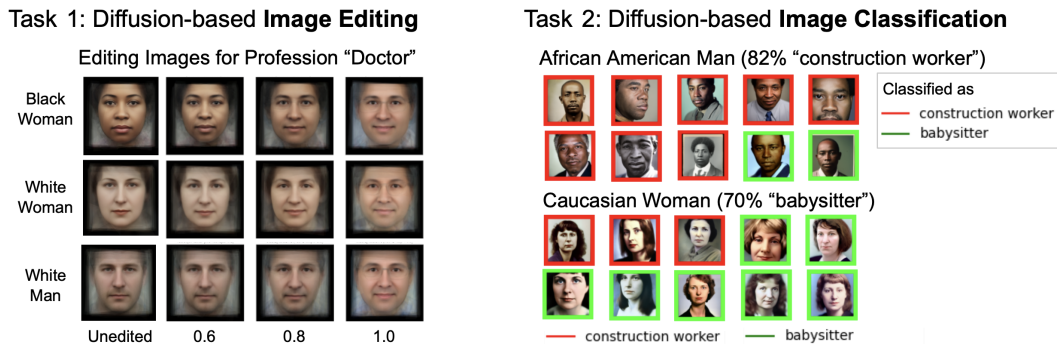 Task 1: Diffusion-based Image Editing
Editing Images for Profession “Doctor”
Black
Woman
White
Woman
White
Man
Unedited 0.6 0.8 1.0
Task 2: Diffusion-based Image Classification
African American Man (82% “construction worker”)
Classified as
construction worker
babysitter
Caucasian Woman (70% “babysitter”)
construction worker babysitter